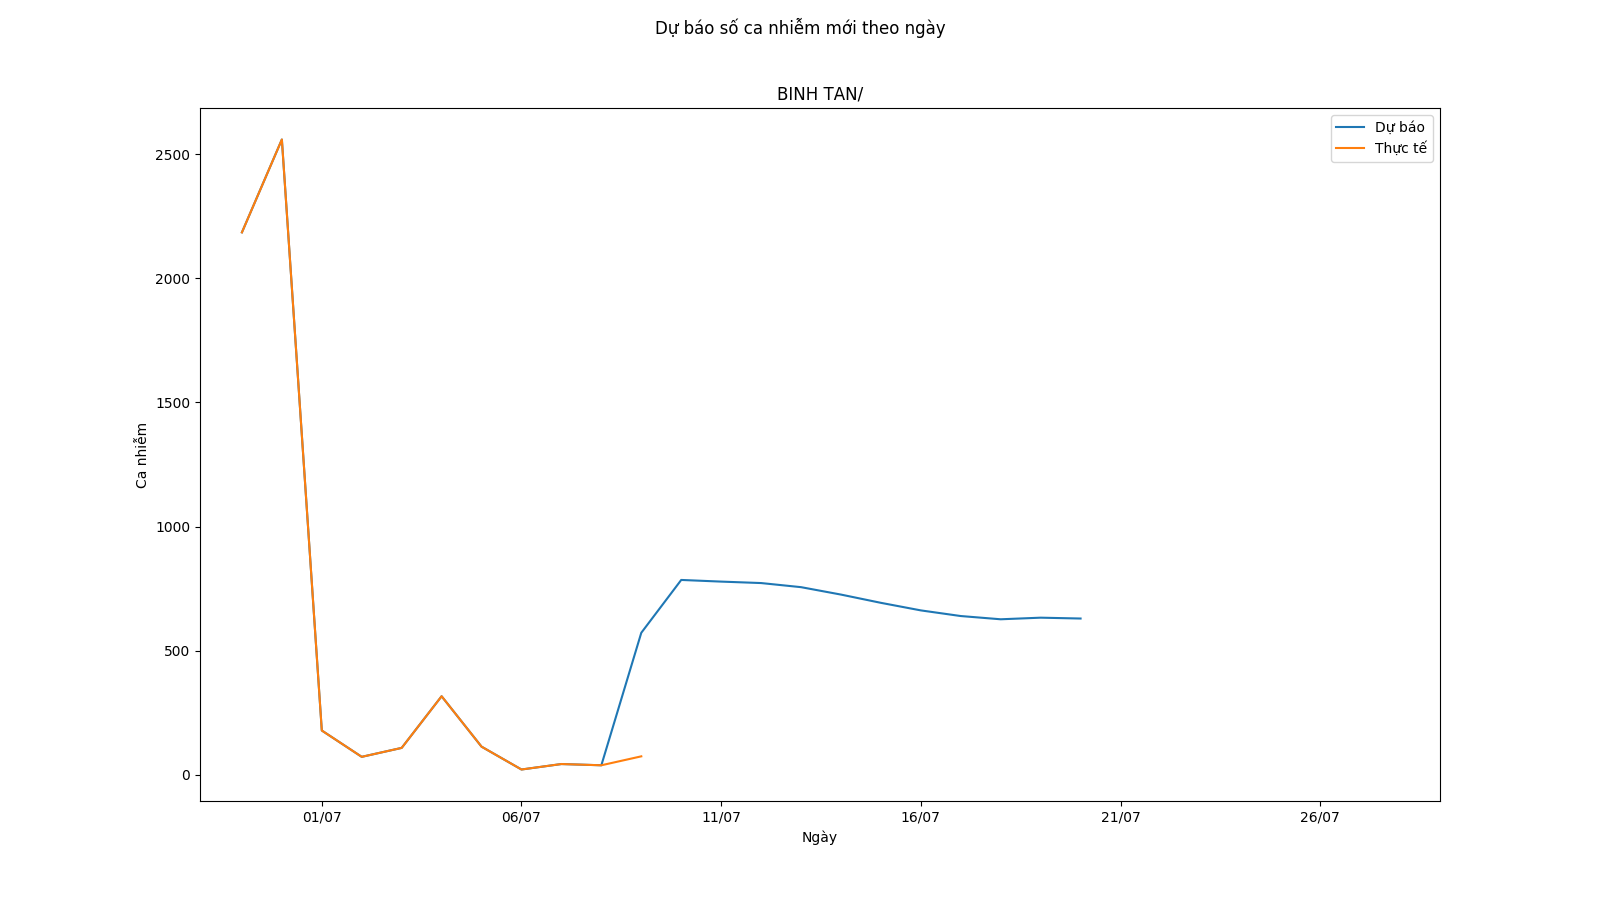 Dự báo số ca nhiễm mới theo ngày
BINH TAN/
Dự báo
Thực tế
2500
2000
1500
1000
500
0
Ca nhiễm
01/07
06/07
11/07
16/07
21/07
26/07
Ngày